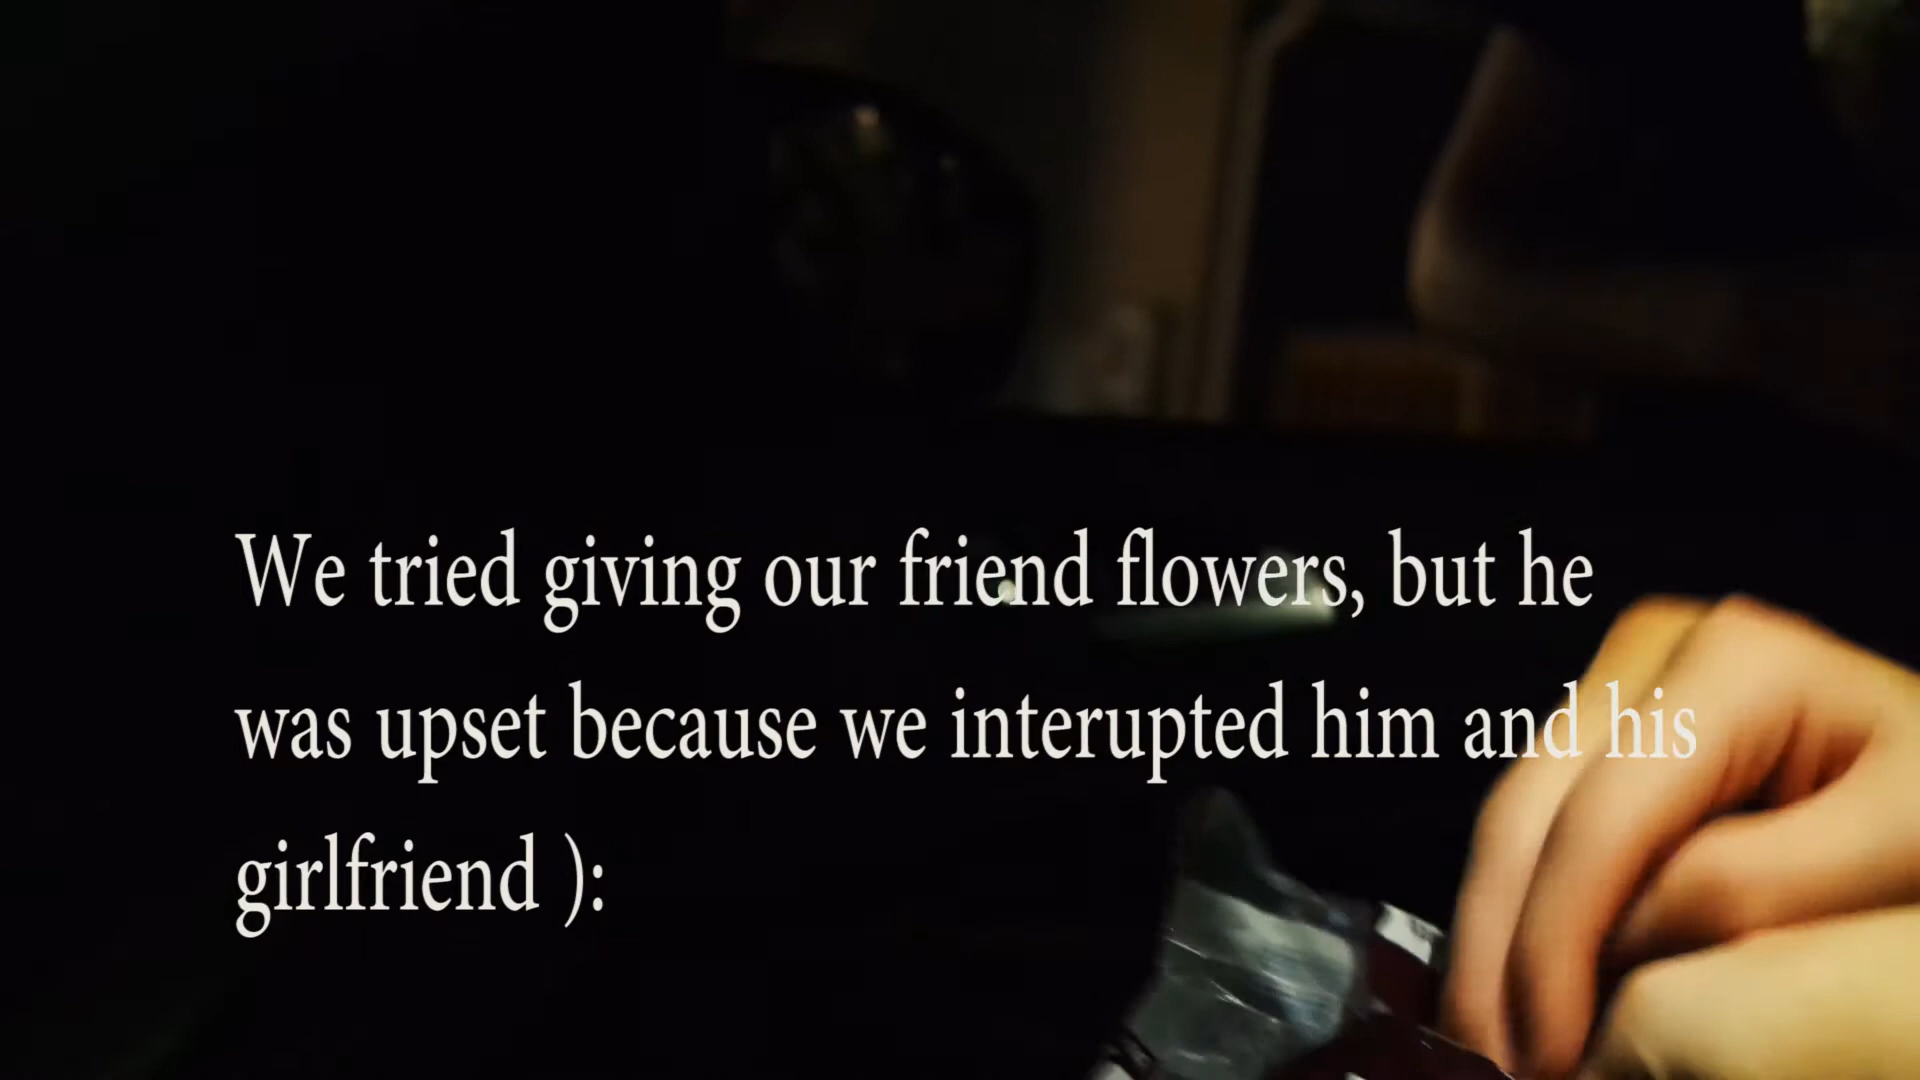 We tried giving our friend flowers, but he
was upset because we interupted him and his
girlfriend ):